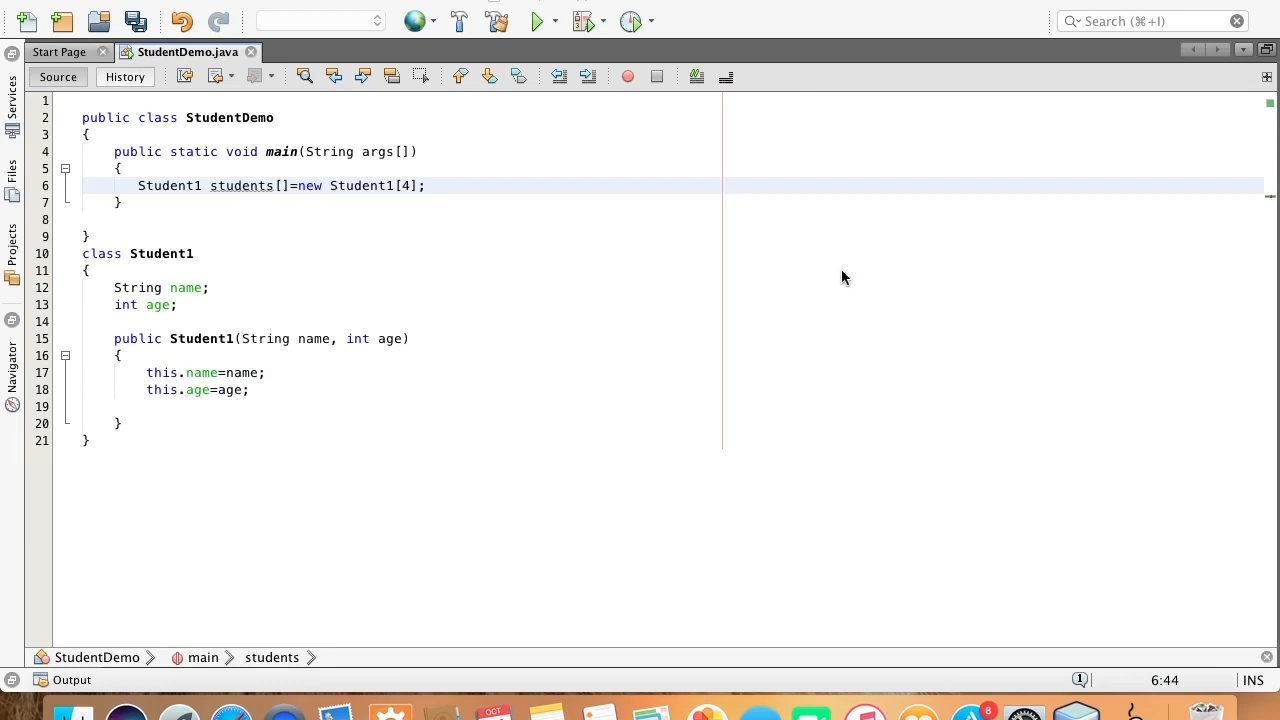 Search (⌘+I)
Start Page
StudentDemo.java
Source
History
Services
Files
Projects
Navigator
1
2 public class StudentDemo
3 {
4 public static void main(String args[])
5 {
6 Student1 students[]=new Student1[4];
7 }
8
9 }
10 class Student1
11 {
12 String name;
13 int age;
14
15 public Student1(String name, int age)
16 {
17 this.name=name;
18 this.age=age;
19
20 }
21 }
StudentDemo main students
Output
1
6:44
INS
OCT
8